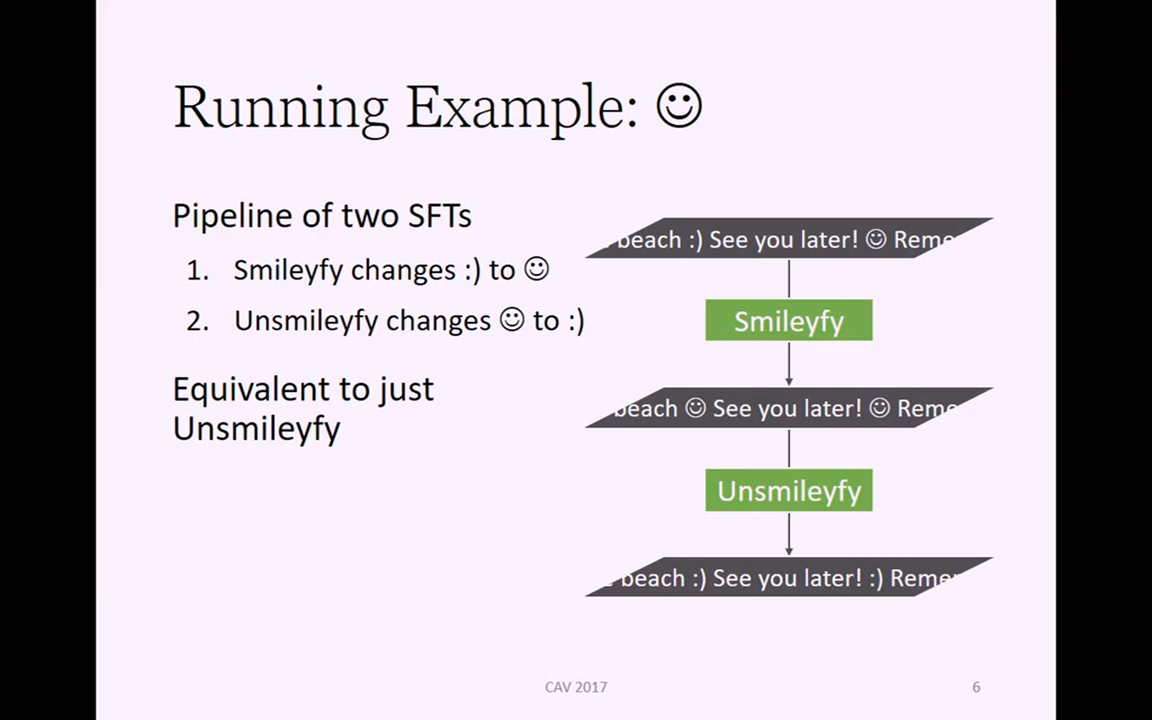 Running Example: ☺
Pipeline of two SFTs
1. Smileyfy changes :) to ☺
2. Unsmileyfy changes ☺ to :)
Equivalent to just
Unsmileyfy
beach :) See you later! ☺ Reme
Smileyfy
beach ☺ See you later! ☺ Reme
Unsmileyfy
beach :) See you later! :) Reme
CAV 2017
6